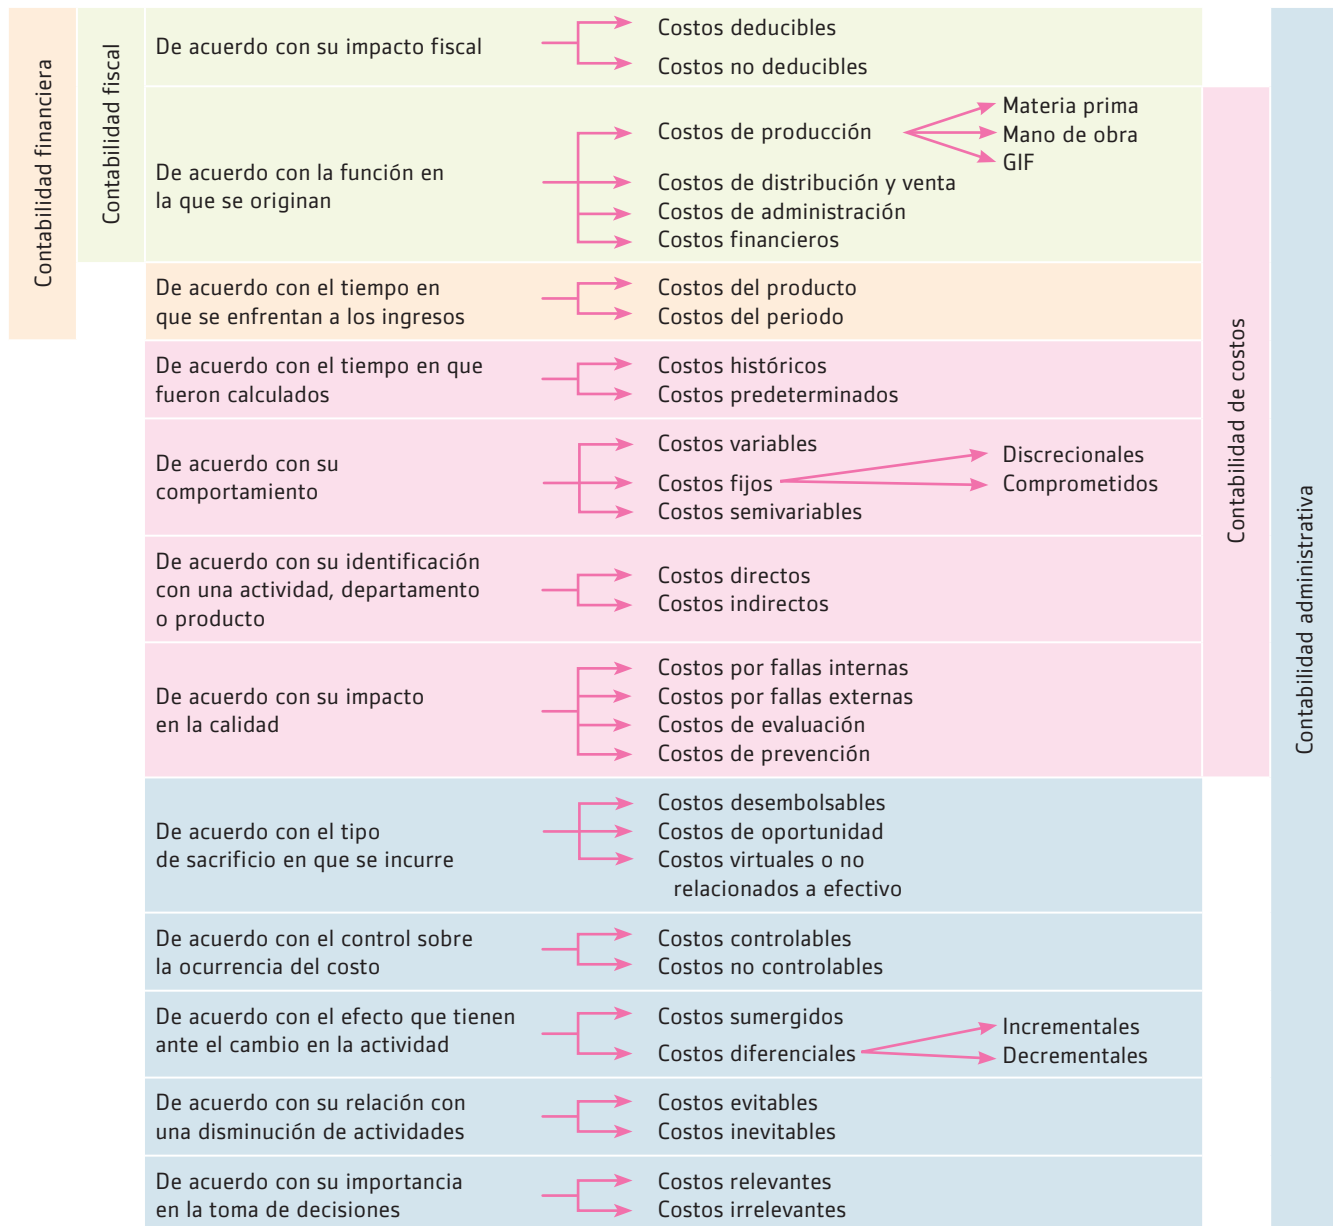 Contabilidad financiera
Contabilidad fiscal
De acuerdo con su impacto fiscal
Costos deducibles
Costos no deducibles
De acuerdo con la función en
la que se originan
Costos de producción
Materia prima
Mano de obra
GIF
Costos de distribución y venta
Costos de administración
Costos financieros
De acuerdo con el tiempo en
que se enfrentan a los ingresos
Costos del producto
Costos del periodo
De acuerdo con el tiempo en que
fueron calculados
Costos históricos
Costos predeterminados
De acuerdo con su
comportamiento
Costos variables
Costos fijos
Discrecionales
Comprometidos
Costos semivariables
De acuerdo con su identificación
con una actividad, departamento
o producto
Costos directos
Costos indirectos
De acuerdo con su impacto
en la calidad
Costos por fallas internas
Costos por fallas externas
Costos de evaluación
Costos de prevención
De acuerdo con el tipo
de sacrificio en que se incurre
Costos desembolsables
Costos de oportunidad
Costos virtuales o no
relacionados a efectivo
De acuerdo con el control sobre
la ocurrencia del costo
Costos controlables
Costos no controlables
De acuerdo con el efecto que tienen
ante el cambio en la actividad
Costos sumergidos
Costos diferenciales
Incrementales
Decrementales
De acuerdo con su relación con
una disminución de actividades
Costos evitables
Costos inevitables
De acuerdo con su importancia
en la toma de decisiones
Costos relevantes
Costos irrelevantes
Contabilidad de costos
Contabilidad administrativa